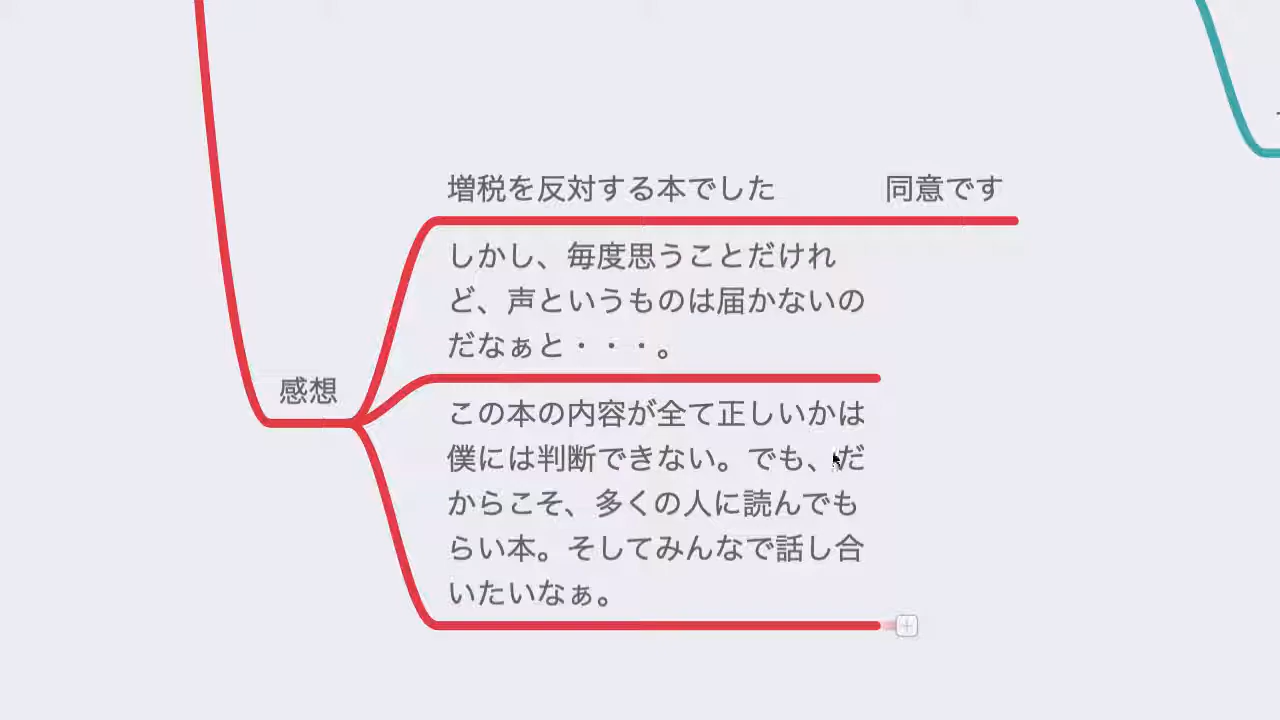 増税を反対する本でした
同意です
しかし、毎度思うことだけれ
ど、声というものは届かないの
だなぁと・・・。
感想
この本の内容が全て正しいかは
僕には判断できない。でも、だ
からこそ、多くの人に読んでも
らい本。そしてみんなで話し合
いたいなぁ。